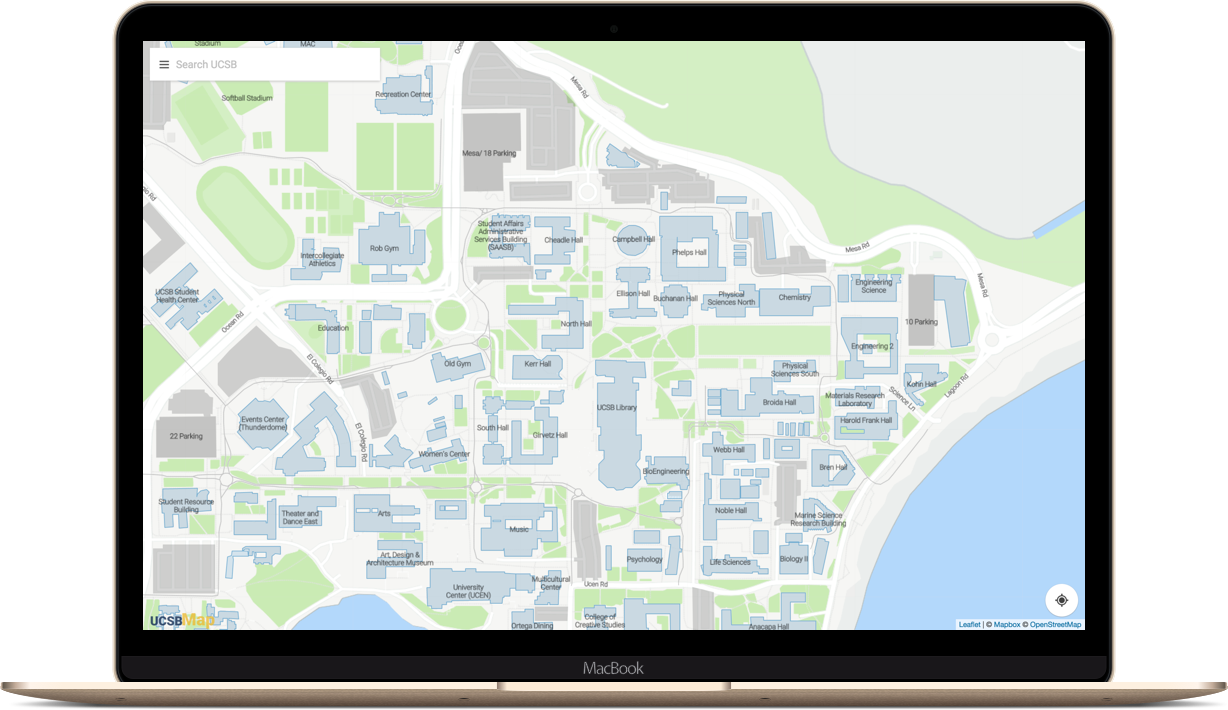 Stadium
MAC
Ocean
Search UCSB
Recreation Center
Softball Stadium
Mesa Rd
Mesa/ 18 Parking
Student Affairs
Administrative
Services Building
(SAASB)
Cheadle Hall
Campbell Hall
Rob Gym
Phelps Hall
Intercollegiate
Athletics
Mesa Rd
Mesa Rd
UCSB Student
Health Center
Ellison Hall
Buchanan Hall
Physical
Sciences North
Chemistry
Engineering
Science
Ocean Rd
Education
North Hall
10 Parking
Engineering 2
El Colegio Rd
Old Gym
Kerr Hall
Physical
Sciences South
Kohn Hall
Lagoon Rd
Science Ln
Materials Research
Laboratory
Broida Hall
UCSB Library
Harold Frank Hall
Events Center
(Thunderdome)
22 Parking
El Colegio Rd
South Hall
Girvetz Hall
Women's Center
Webb Hall
BioEngineering
Bren Hall
Student Resource
Building
Theater and
Dance East
Arts
Music
Noble Hall
Marine Science
Research Building
Art, Design &
Architecture Museum
Psychology
Life Sciences
Biology II
University
Center (UCEN)
Multicultural
Center
Ucen Rd
Ortega Dining
College of
Creative Studies
Anacapa Hall
UCSBMap
Leaflet | © Mapbox © OpenStreetMap
MacBook